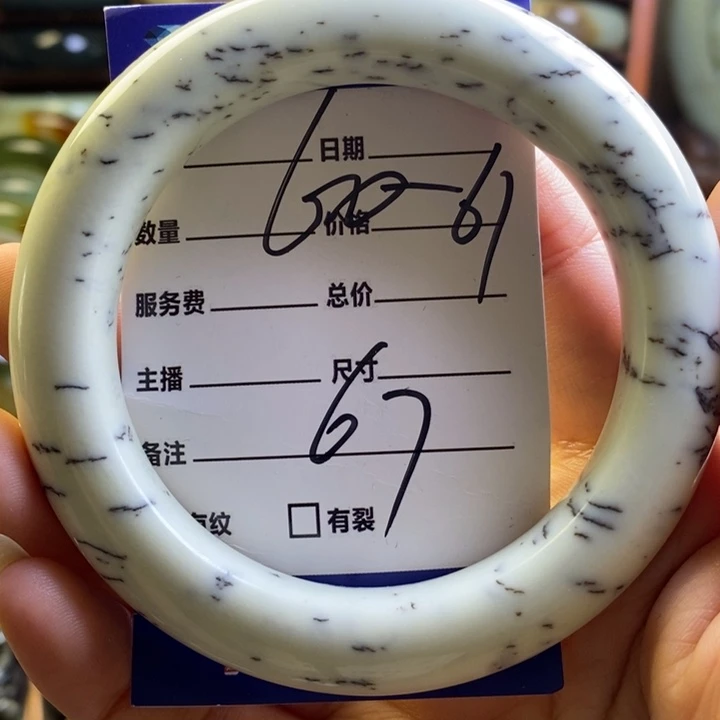 日期
数量 价格
服务费 总价
主播 尺寸
67
备注
纹 □有裂